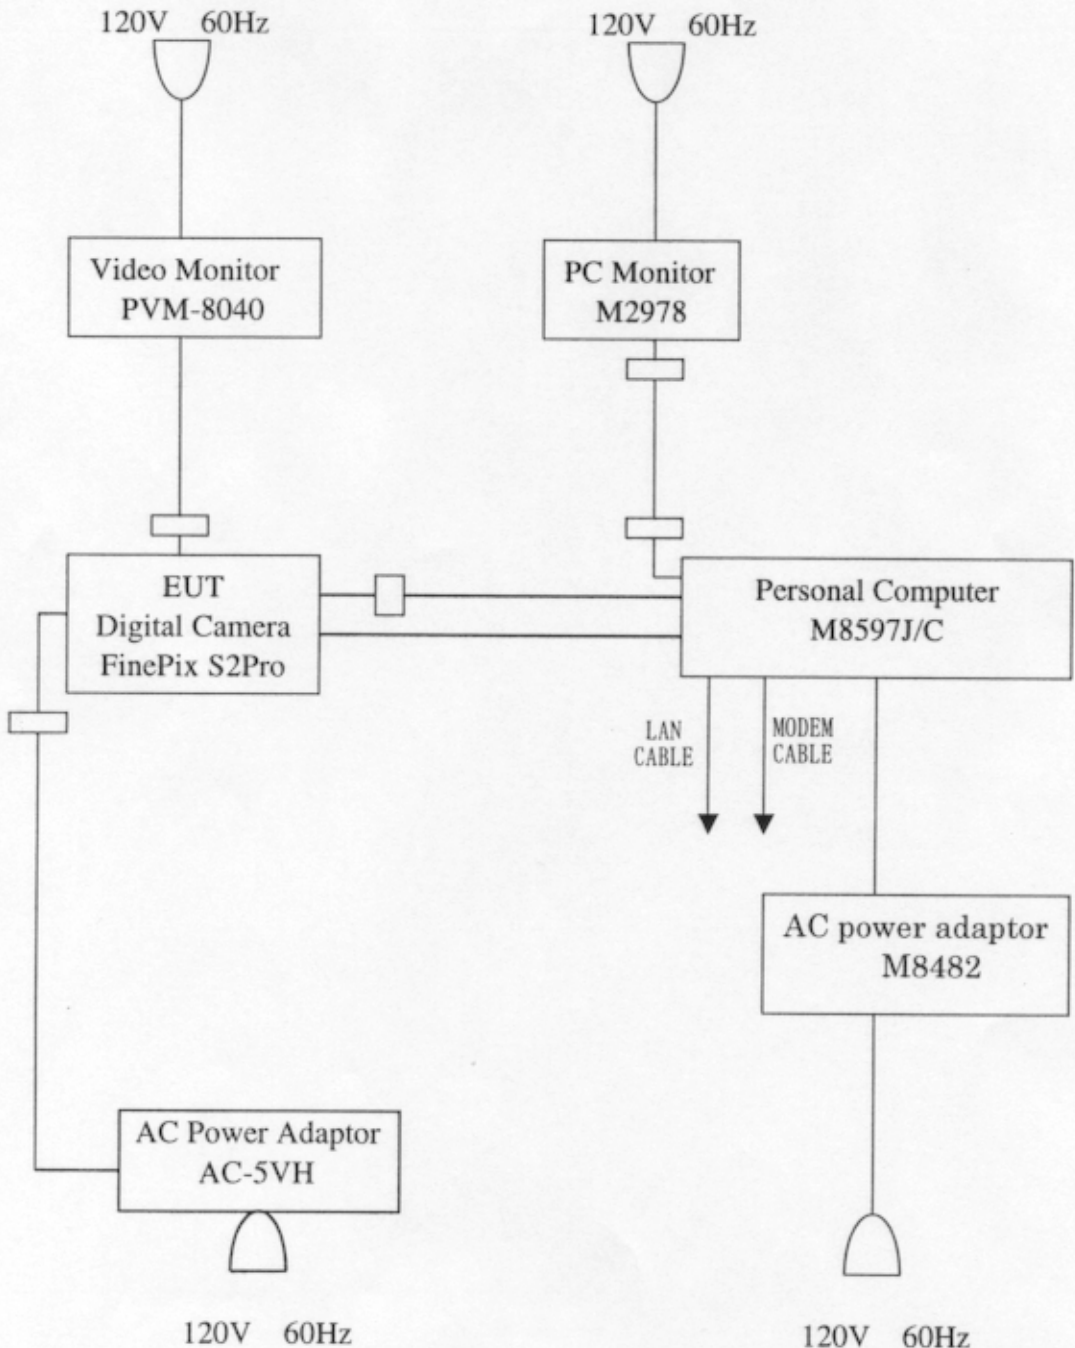 120V 60Hz
120V 60Hz
Video Monitor
PVM-8040
PC Monitor
M2978
EUT
Digital Camera
FinePix S2Pro
Personal Computer
M8597J/C
LAN
CABLE
MODEM
CABLE
AC power adaptor
M8482
AC Power Adaptor
AC-5VH
120V 60Hz
120V 60Hz